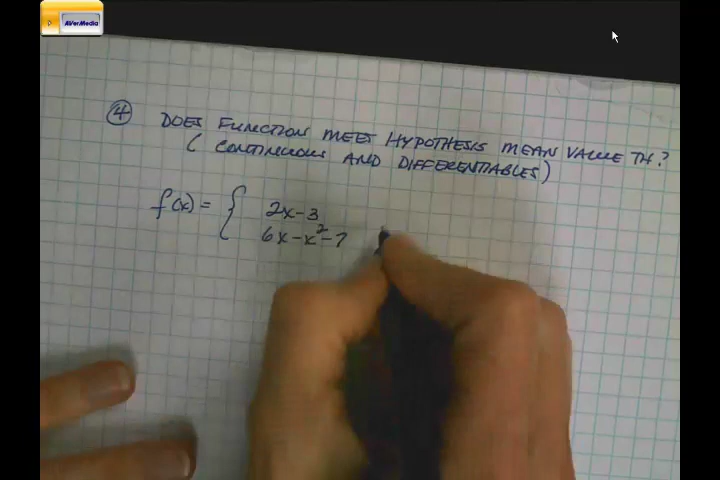 AVerMedia
④ DOES FUNCTION MEET HYPOTHESIS MEAN VALUE TH.?
( CONTINUOUS AND DIFFERENTIABLES)
f(x) = { 2x-3
6x-x²-7